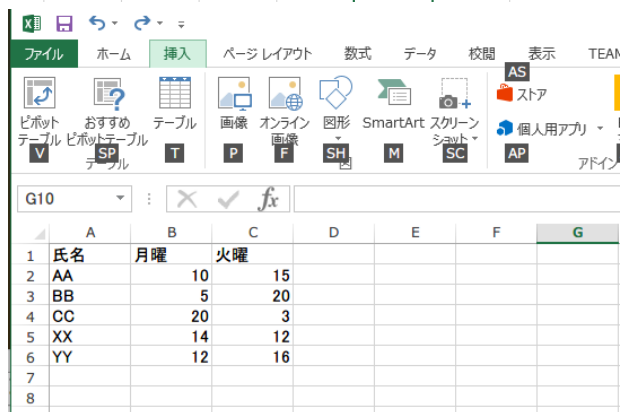 ファイル ホーム 挿入 ページ レイアウト 数式 データ 校閲 表示 TEAM
AS
ピボット おすすめ テーブル 画像 オンライン 図形 SmartArt スクリーン ストア
テーブル ピボットテーブル 画像 ショット 個人用アプリ
V SP T P F SH M SC AP
テーブル 図 アドイン
G10 fx
A B C D E F G
1 氏名 月曜 火曜
2 AA 10 15
3 BB 5 20
4 CC 20 3
5 XX 14 12
6 YY 12 16
7
8